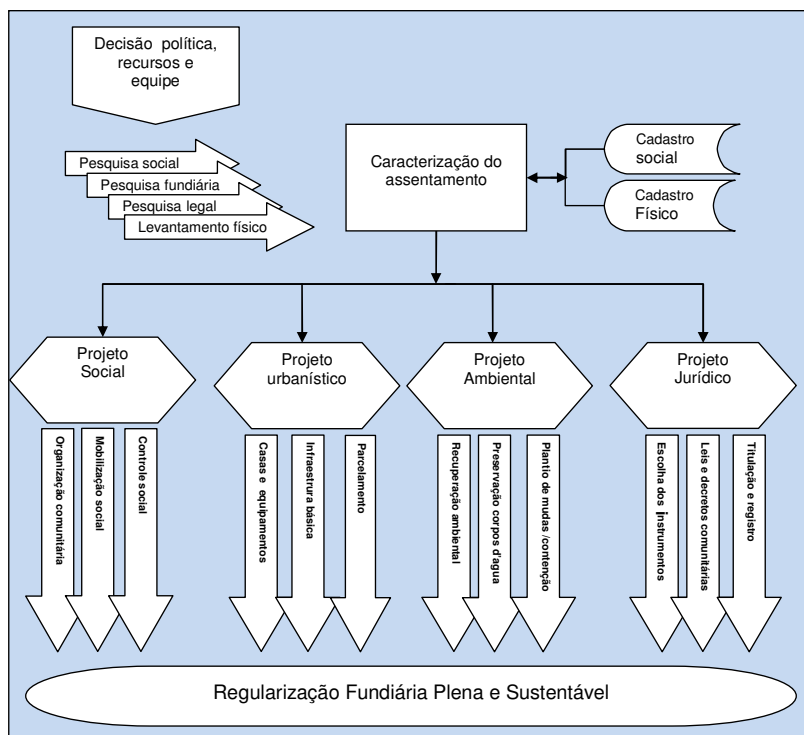 Decisão política,
recursos e
equipe
Pesquisa social
Pesquisa fundiária
Pesquisa legal
Levantamento físico
Caracterização do
assentamento
Cadastro
social
Cadastro
Físico
Projeto
Social
Projeto
urbanístico
Projeto
Ambiental
Projeto
Jurídico
Organização comunitária
Mobilização social
Controle social
Casas e equipamentos
Infraestrura básica
Parcelamento
Recuperação ambiental
Preservação corpos d'agua
Plantio de mudas /contenção
Escolha dos instrumentos
Leis e decretos comunitárias
Titulação e registro
Regularização Fundiária Plena e Sustentável